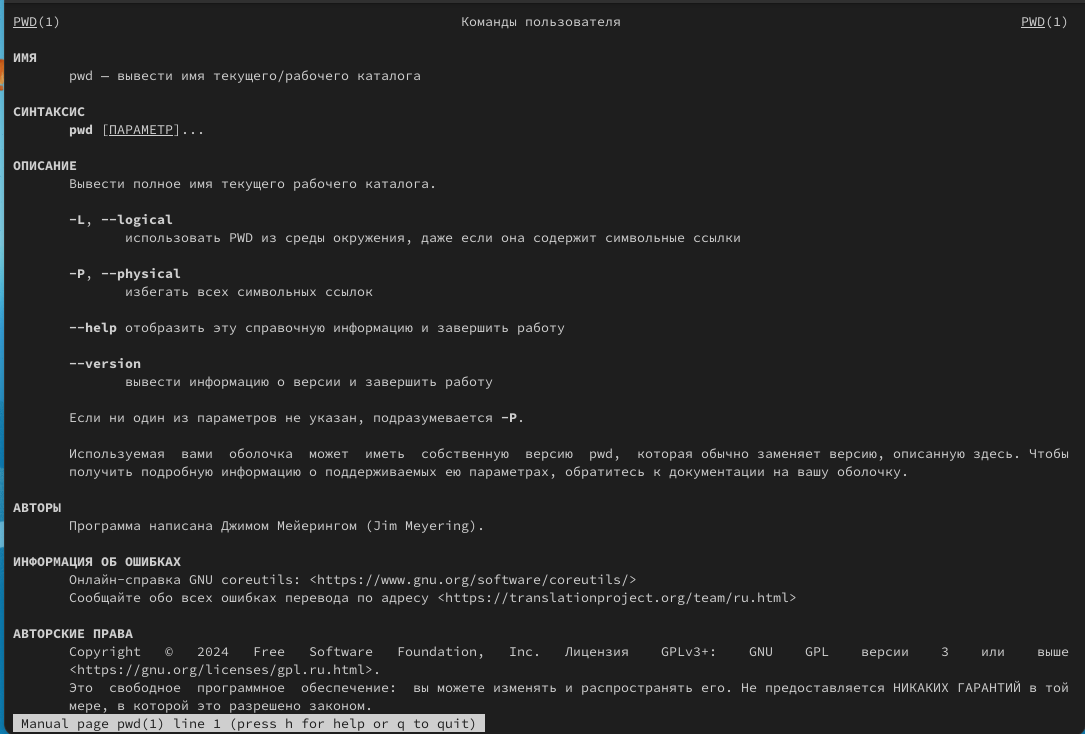 PWD(1) Команды пользователя PWD(1)
ИМЯ
pwd — вывести имя текущего/рабочего каталога
СИНТАКСИС
pwd [ПАРАМЕТР]...
ОПИСАНИЕ
Вывести полное имя текущего рабочего каталога.
-L, --logical
использовать PWD из среды окружения, даже если она содержит символьные ссылки
-P, --physical
избегать всех символьных ссылок
--help отобразить эту справочную информацию и завершить работу
--version
вывести информацию о версии и завершить работу
Если ни один из параметров не указан, подразумевается -P.
Используемая вами оболочка может иметь собственную версию pwd, которая обычно заменяет версию, описанную здесь. Чтобы
получить подробную информацию о поддерживаемых ею параметрах, обратитесь к документации на вашу оболочку.
АВТОРЫ
Программа написана Джимом Мейерингом (Jim Meyering).
ИНФОРМАЦИЯ ОБ ОШИБКАХ
Онлайн-справка GNU coreutils: <https://www.gnu.org/software/coreutils/>
Сообщайте обо всех ошибках перевода по адресу <https://translationproject.org/team/ru.html>
АВТОРСКИЕ ПРАВА
Copyright © 2024 Free Software Foundation, Inc. Лицензия GPLv3+: GNU GPL версии 3 или выше
<https://gnu.org/licenses/gpl.ru.html>.
Это свободное программное обеспечение: вы можете изменять и распространять его. Не предоставляется НИКАКИХ ГАРАНТИЙ в той
мере, в которой это разрешено законом.
Manual page pwd(1) line 1 (press h for help or q to quit)